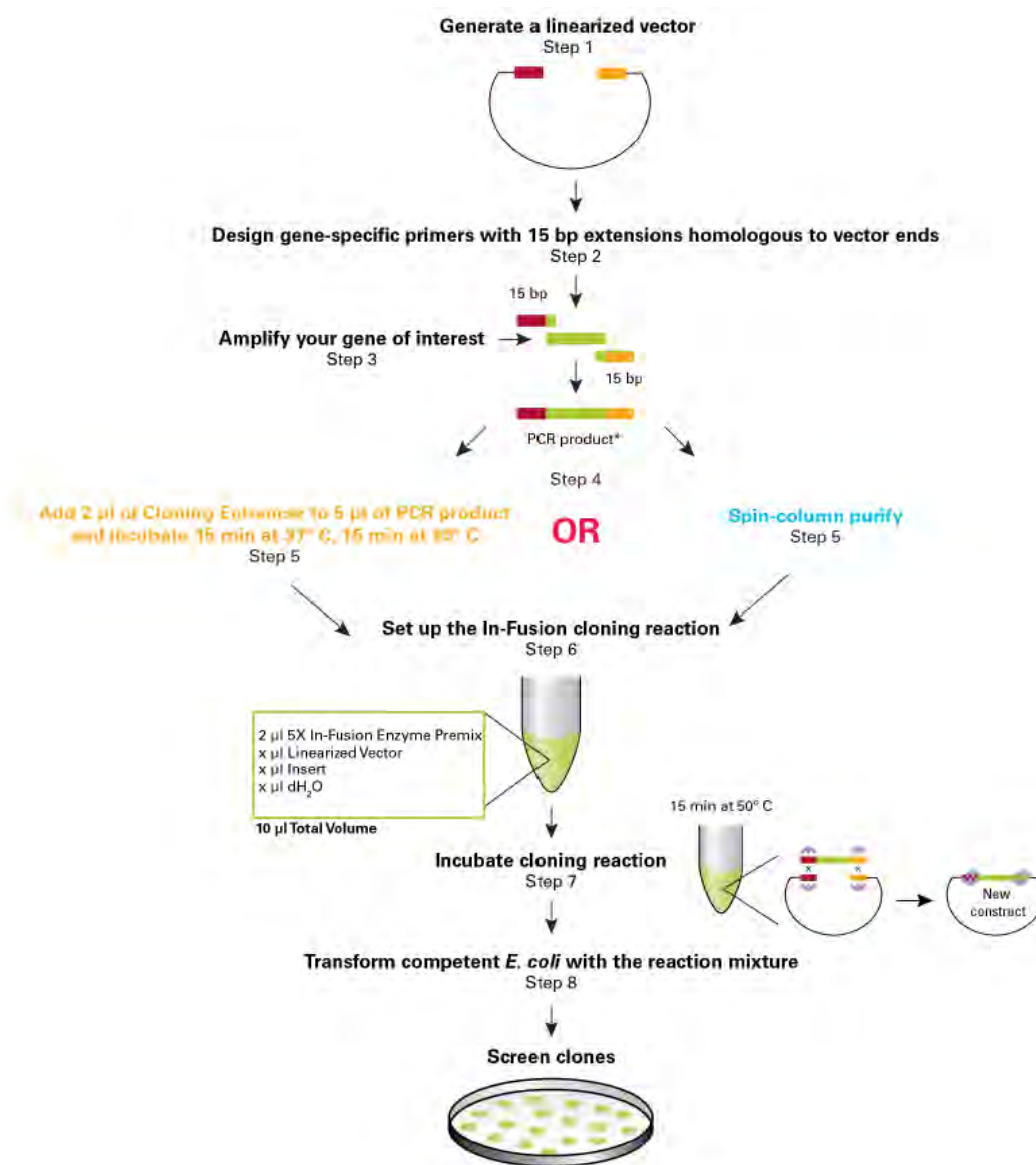 Generate a linearized vector
Step 1
Design gene-specific primers with 15 bp extensions homologous to vector ends
Step 2
15 bp
Amplify your gene of interest
Step 3
15 bp
PCR product*
Step 4
Add 2 µl of Cloning Enhancer to 5 µl of PCR product
and incubate 15 min at 37° C, 15 min at 80° C
Step 5
OR
Spin-column purify
Step 5
Set up the In-Fusion cloning reaction
Step 6
2 µl 5X In-Fusion Enzyme Premix
x µl Linearized Vector
x µl Insert
x µl dH₂O
10 µl Total Volume
15 min at 50° C
Incubate cloning reaction
Step 7
x x
New
construct
Transform competent E. coli with the reaction mixture
Step 8
Screen clones